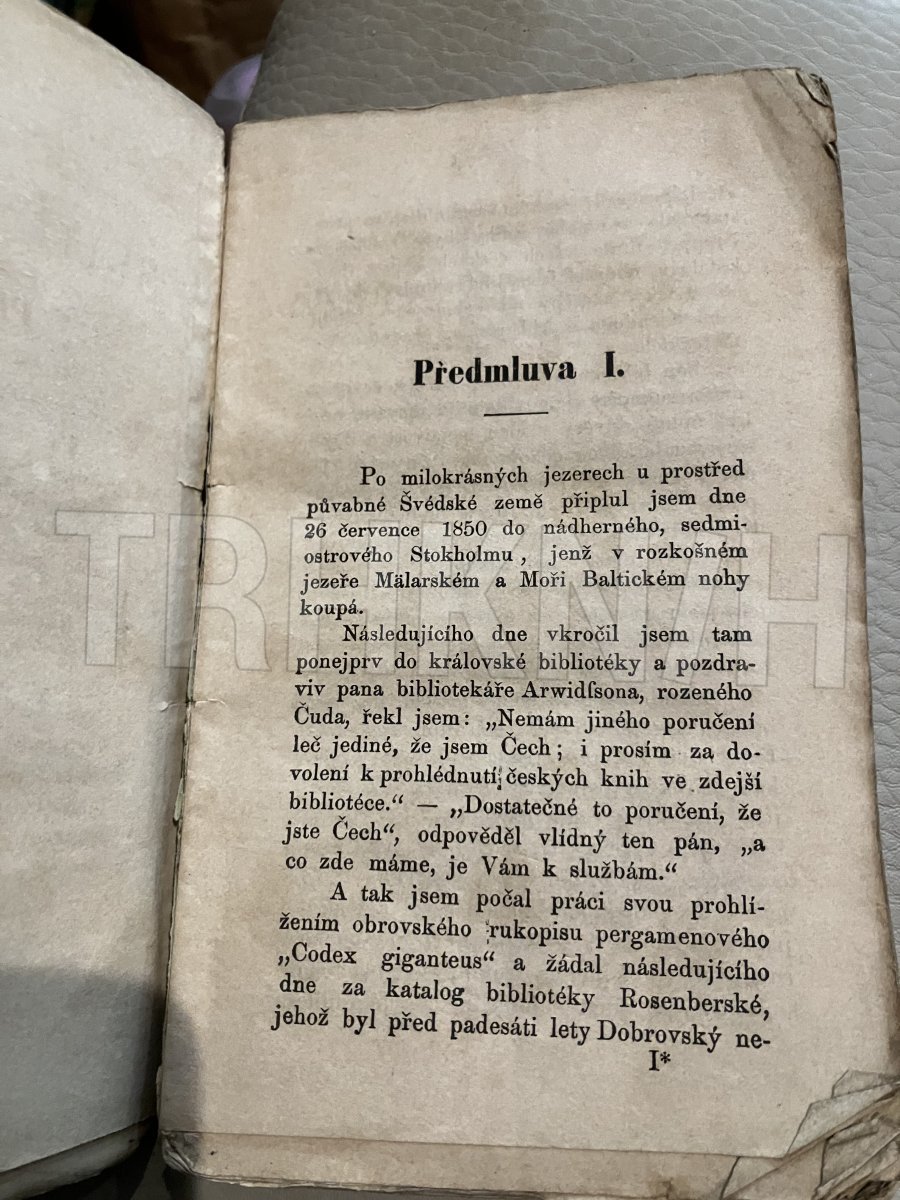 Předmluva I.
Po milokrásných jezerech u prostřed
půvabné Švédské země připlul jsem dne
26 července 1850 do nádherného, sedmi-
ostrového Stokholmu, jenž v rozkošném
jezeře Mälarském a Moři Baltickém nohy
koupá.
Následujícího dne vkročil jsem tam
ponejprv do královské bibliotéky a pozdra-
viv pana bibliotekáře Arwidſsona, rozeného
Čuda, řekl jsem: „Nemám jiného poručení
leč jediné, že jsem Čech; i prosím za do-
volení k prohlédnutí českých knih ve zdejší
bibliotéce.“ — „Dostatečné to poručení, že
jste Čech“, odpověděl vlídný ten pán, „a
co zde máme, je Vám k službám.“
A tak jsem počal práci svou prohlí-
žením obrovského rukopisu pergamenového
„Codex giganteus“ a žádal následujícího
dne za katalog bibliotéky Rosenberské,
jehož byl před padesáti lety Dobrovský ne-
I*
TRHKNIH